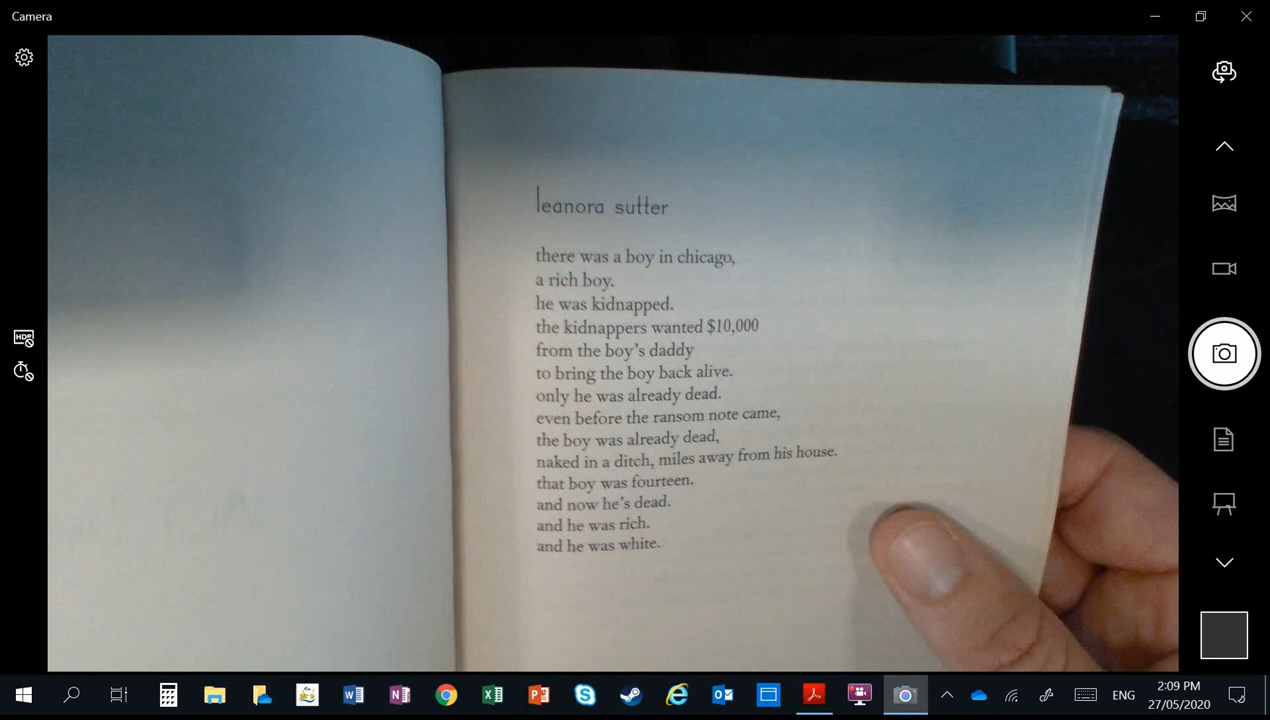 Camera
leanora sutter
there was a boy in chicago,
a rich boy.
he was kidnapped.
the kidnappers wanted $10,000
from the boy's daddy
to bring the boy back alive.
only he was already dead.
even before the ransom note came,
the boy was already dead,
naked in a ditch, miles away from his house.
that boy was fourteen.
and now he's dead.
and he was rich.
and he was white.
ENG
2:09 PM
27/05/2020